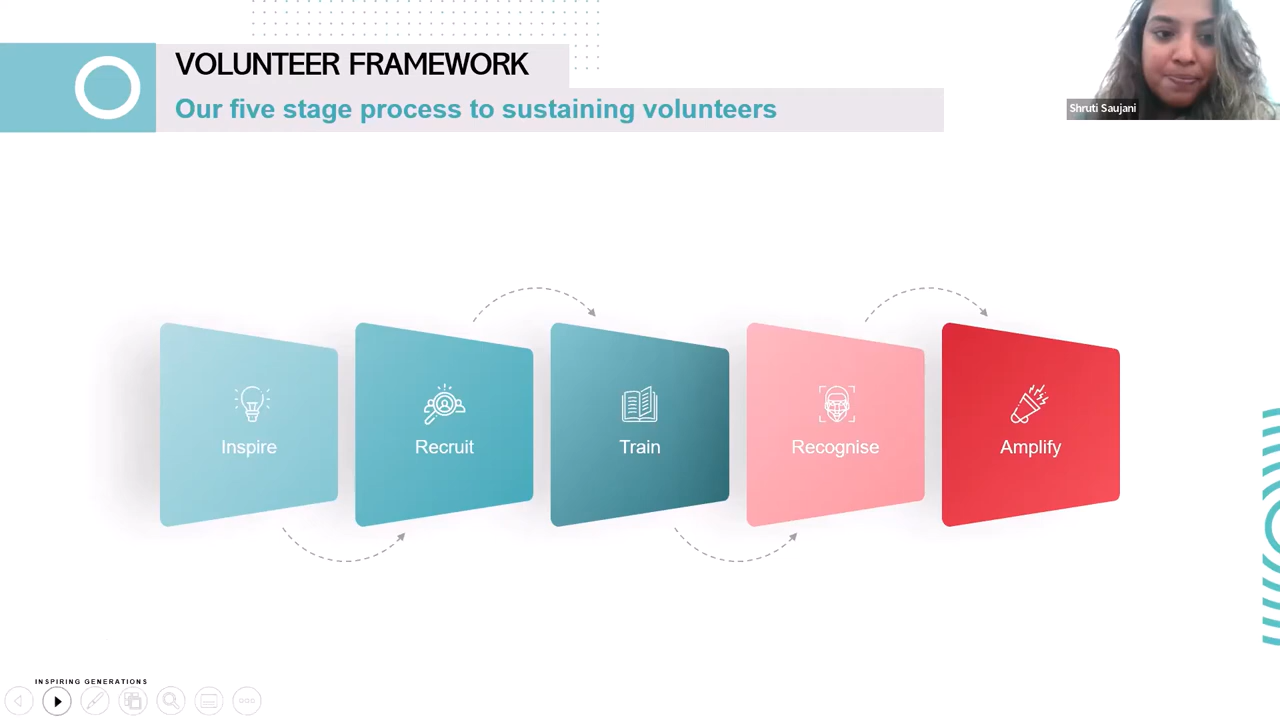 VOLUNTEER FRAMEWORK
Our five stage process to sustaining volunteers
Shruti Saujani
Inspire
Recruit
Train
Recognise
Amplify
INSPIRING GENERATIONS